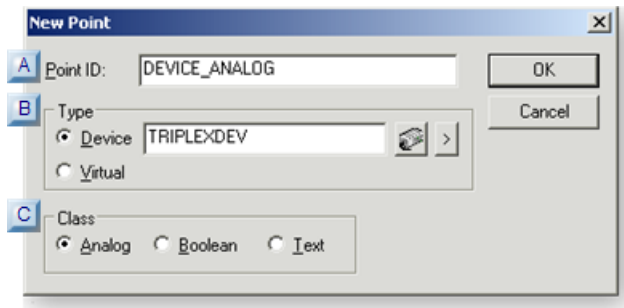 New Point
A Point ID: DEVICE_ANALOG OK
B Type Cancel
Device TRIPLEXDEV >
Virtual
C Class
Analog Boolean Text